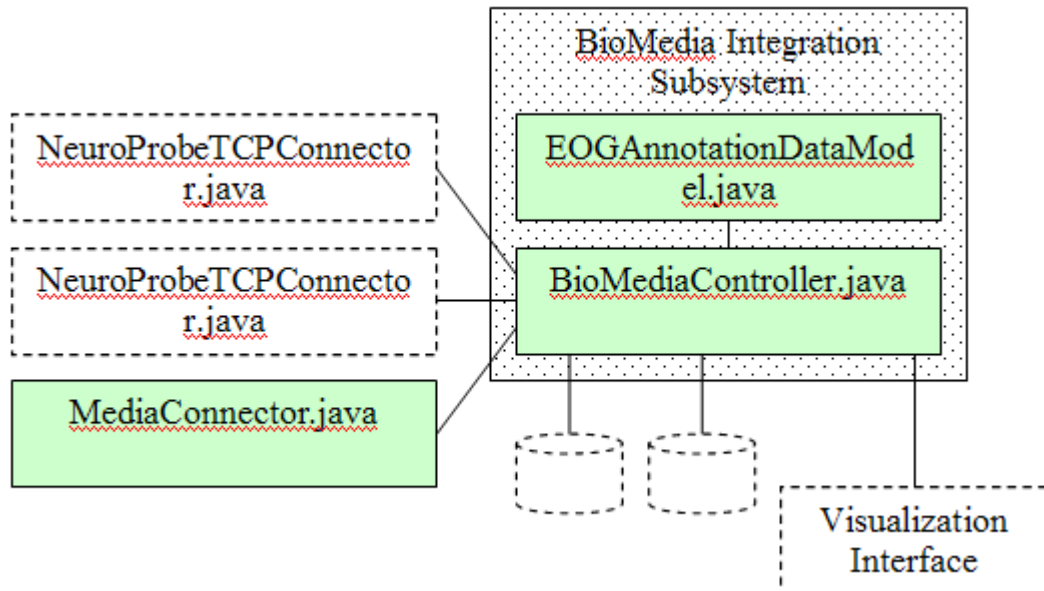 BioMedia Integration
Subsystem
NeuroProbeTCPConnecto
r.java
EOGAnnotationDataMod
el.java
NeuroProbeTCPConnecto
r.java
BioMediaController.java
MediaConnector.java
Visualization
Interface